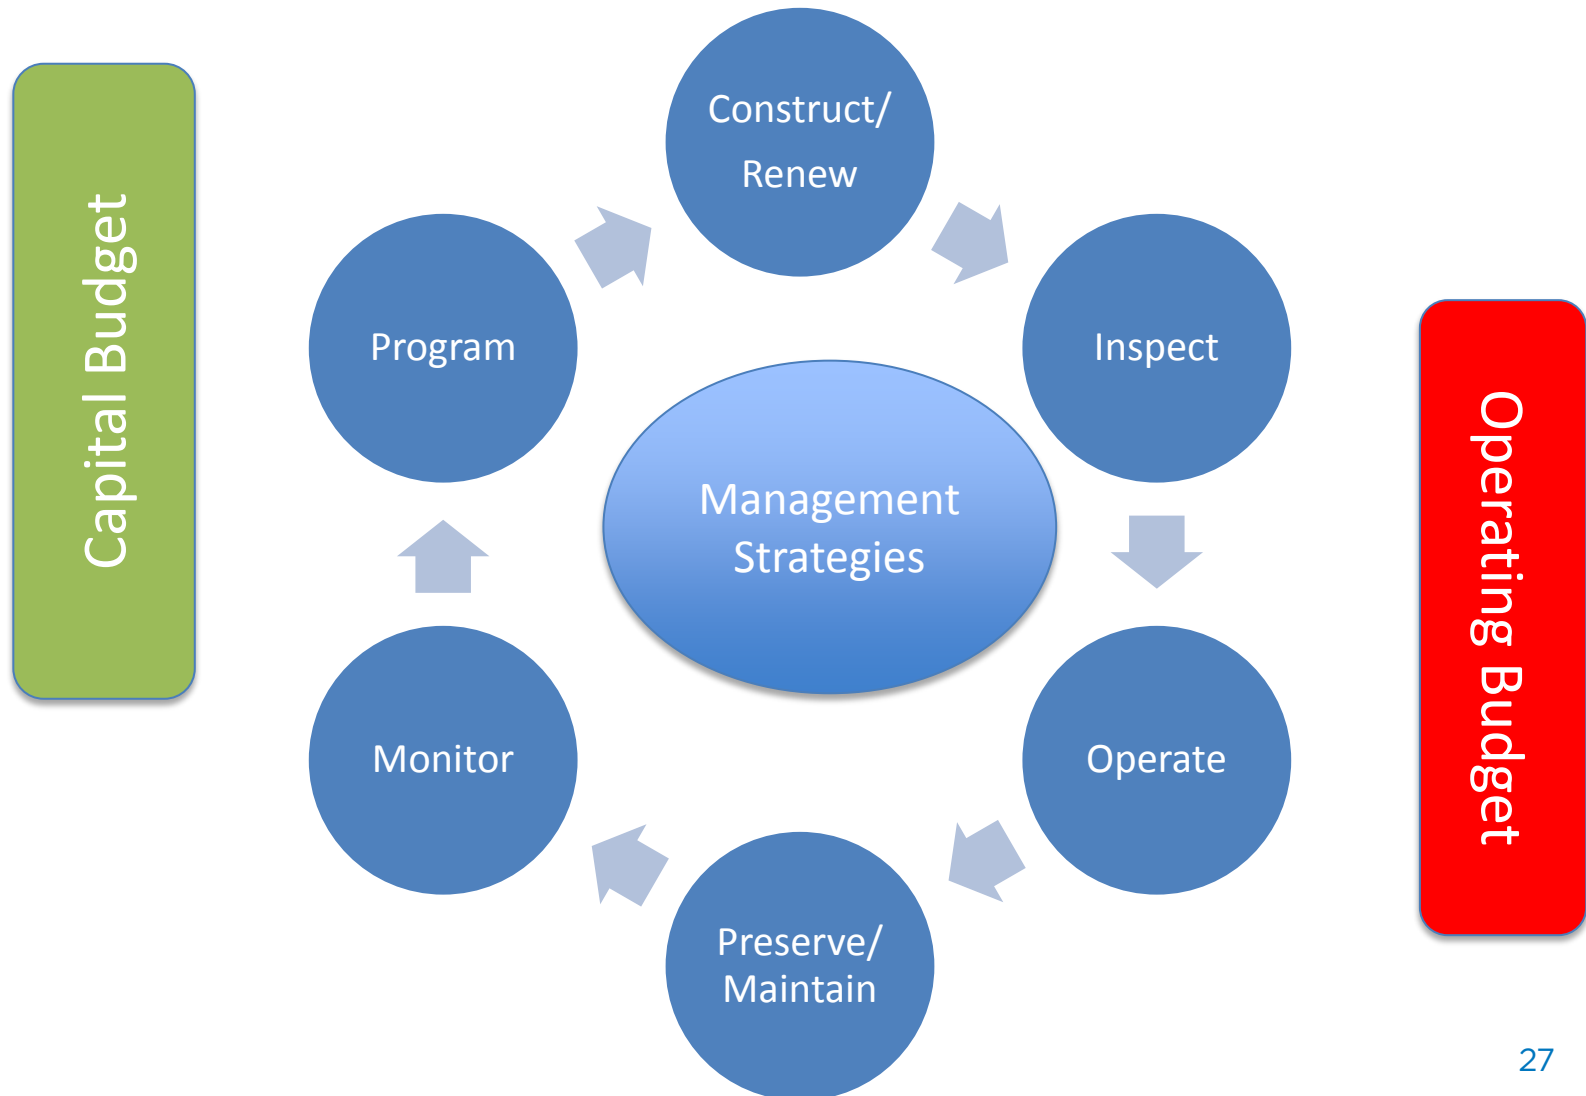 Capital Budget
Construct/
Renew
Program
Inspect
Management
Strategies
Operating Budget
Monitor
Operate
Preserve/
Maintain
27